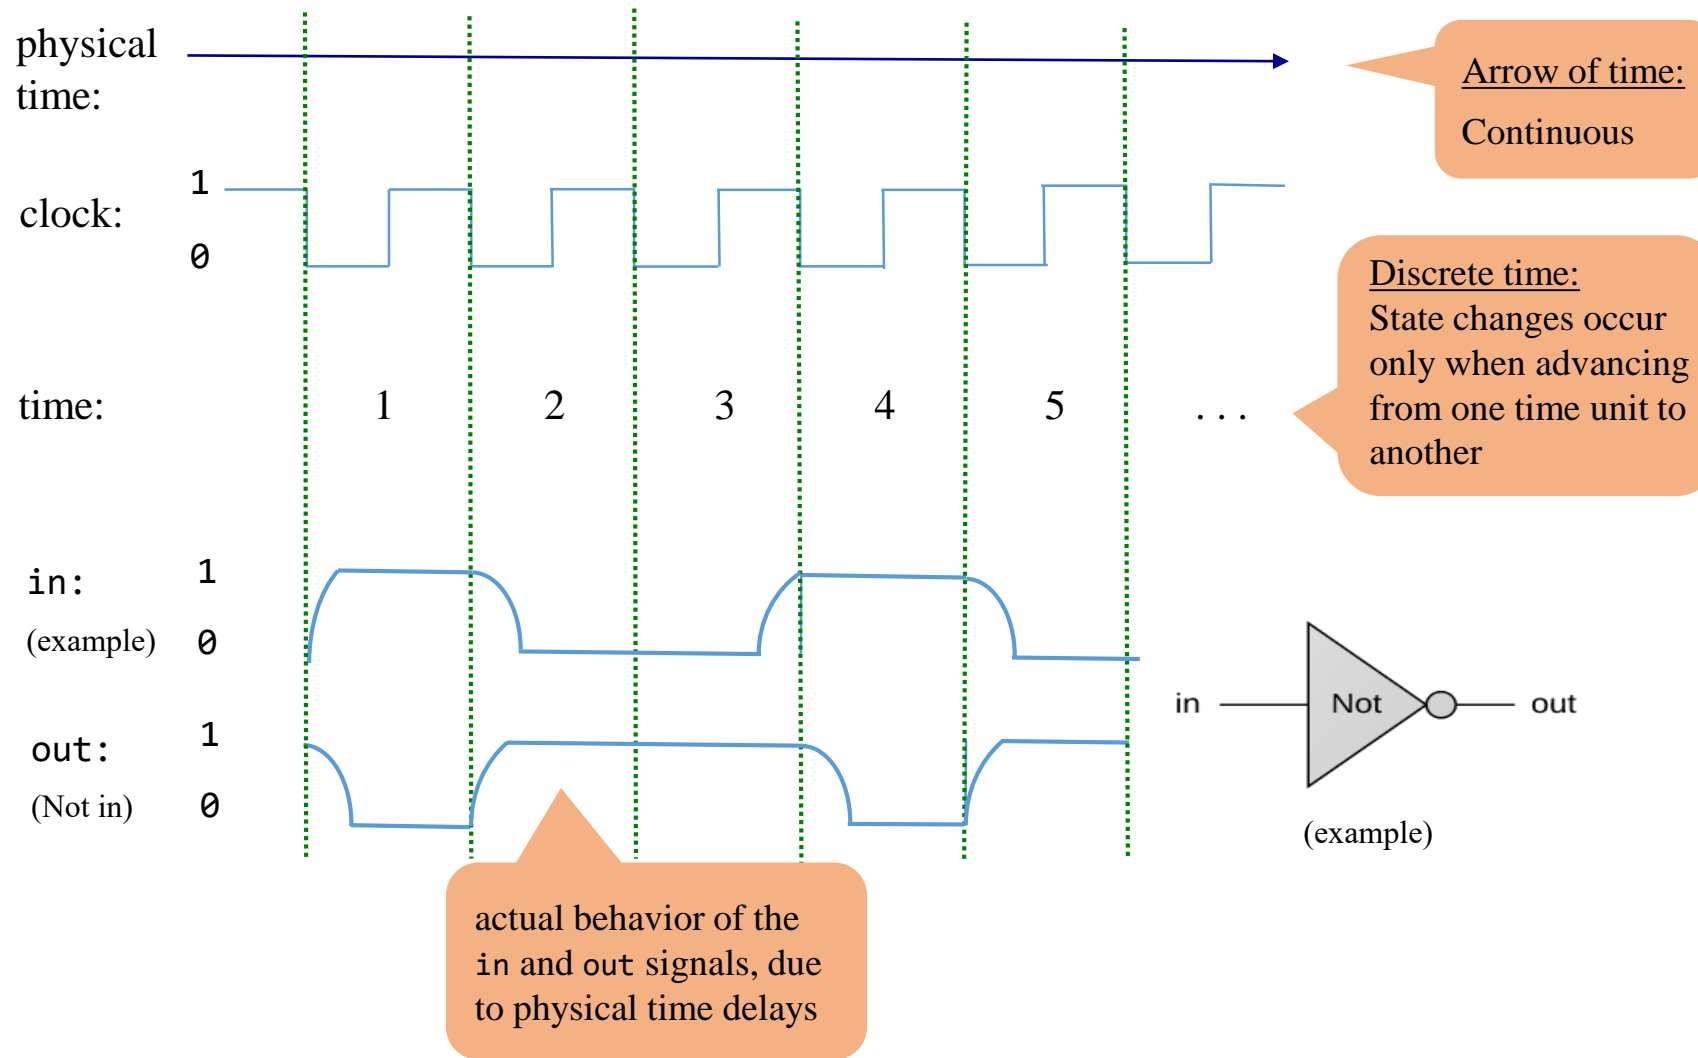 physical
time:
Arrow of time:
Continuous
clock:
1
0
Discrete time:
State changes occur
only when advancing
from one time unit to
another
time:
1 2 3 4 5 . . .
in:
(example)
1
0
out:
(Not in)
1
0
in Not out
(example)
actual behavior of the
in and out signals, due
to physical time delays